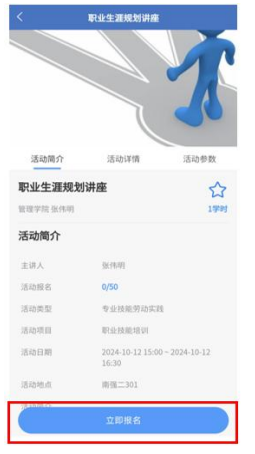 职业生涯规划讲座
活动简介 活动详情 活动参数
职业生涯规划讲座
管理学院 张伟明 1学时
活动简介
主讲人 张伟明
活动报名 0/50
活动类型 专业技能劳动实践
活动项目 职业技能培训
活动日期 2024-10-12 15:00 ~ 2024-10-12
16:30
活动地点 南强二301
立即报名